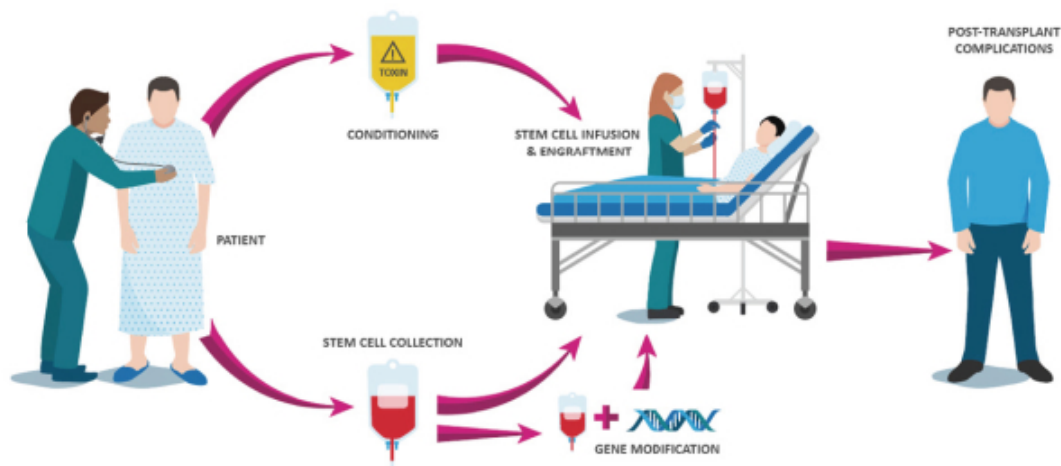 POST-TRANSPLANT
COMPLICATIONS
TOXIN
CONDITIONING
STEM CELL INFUSION
& ENGRAFTMENT
PATIENT
STEM CELL COLLECTION
GENE MODIFICATION